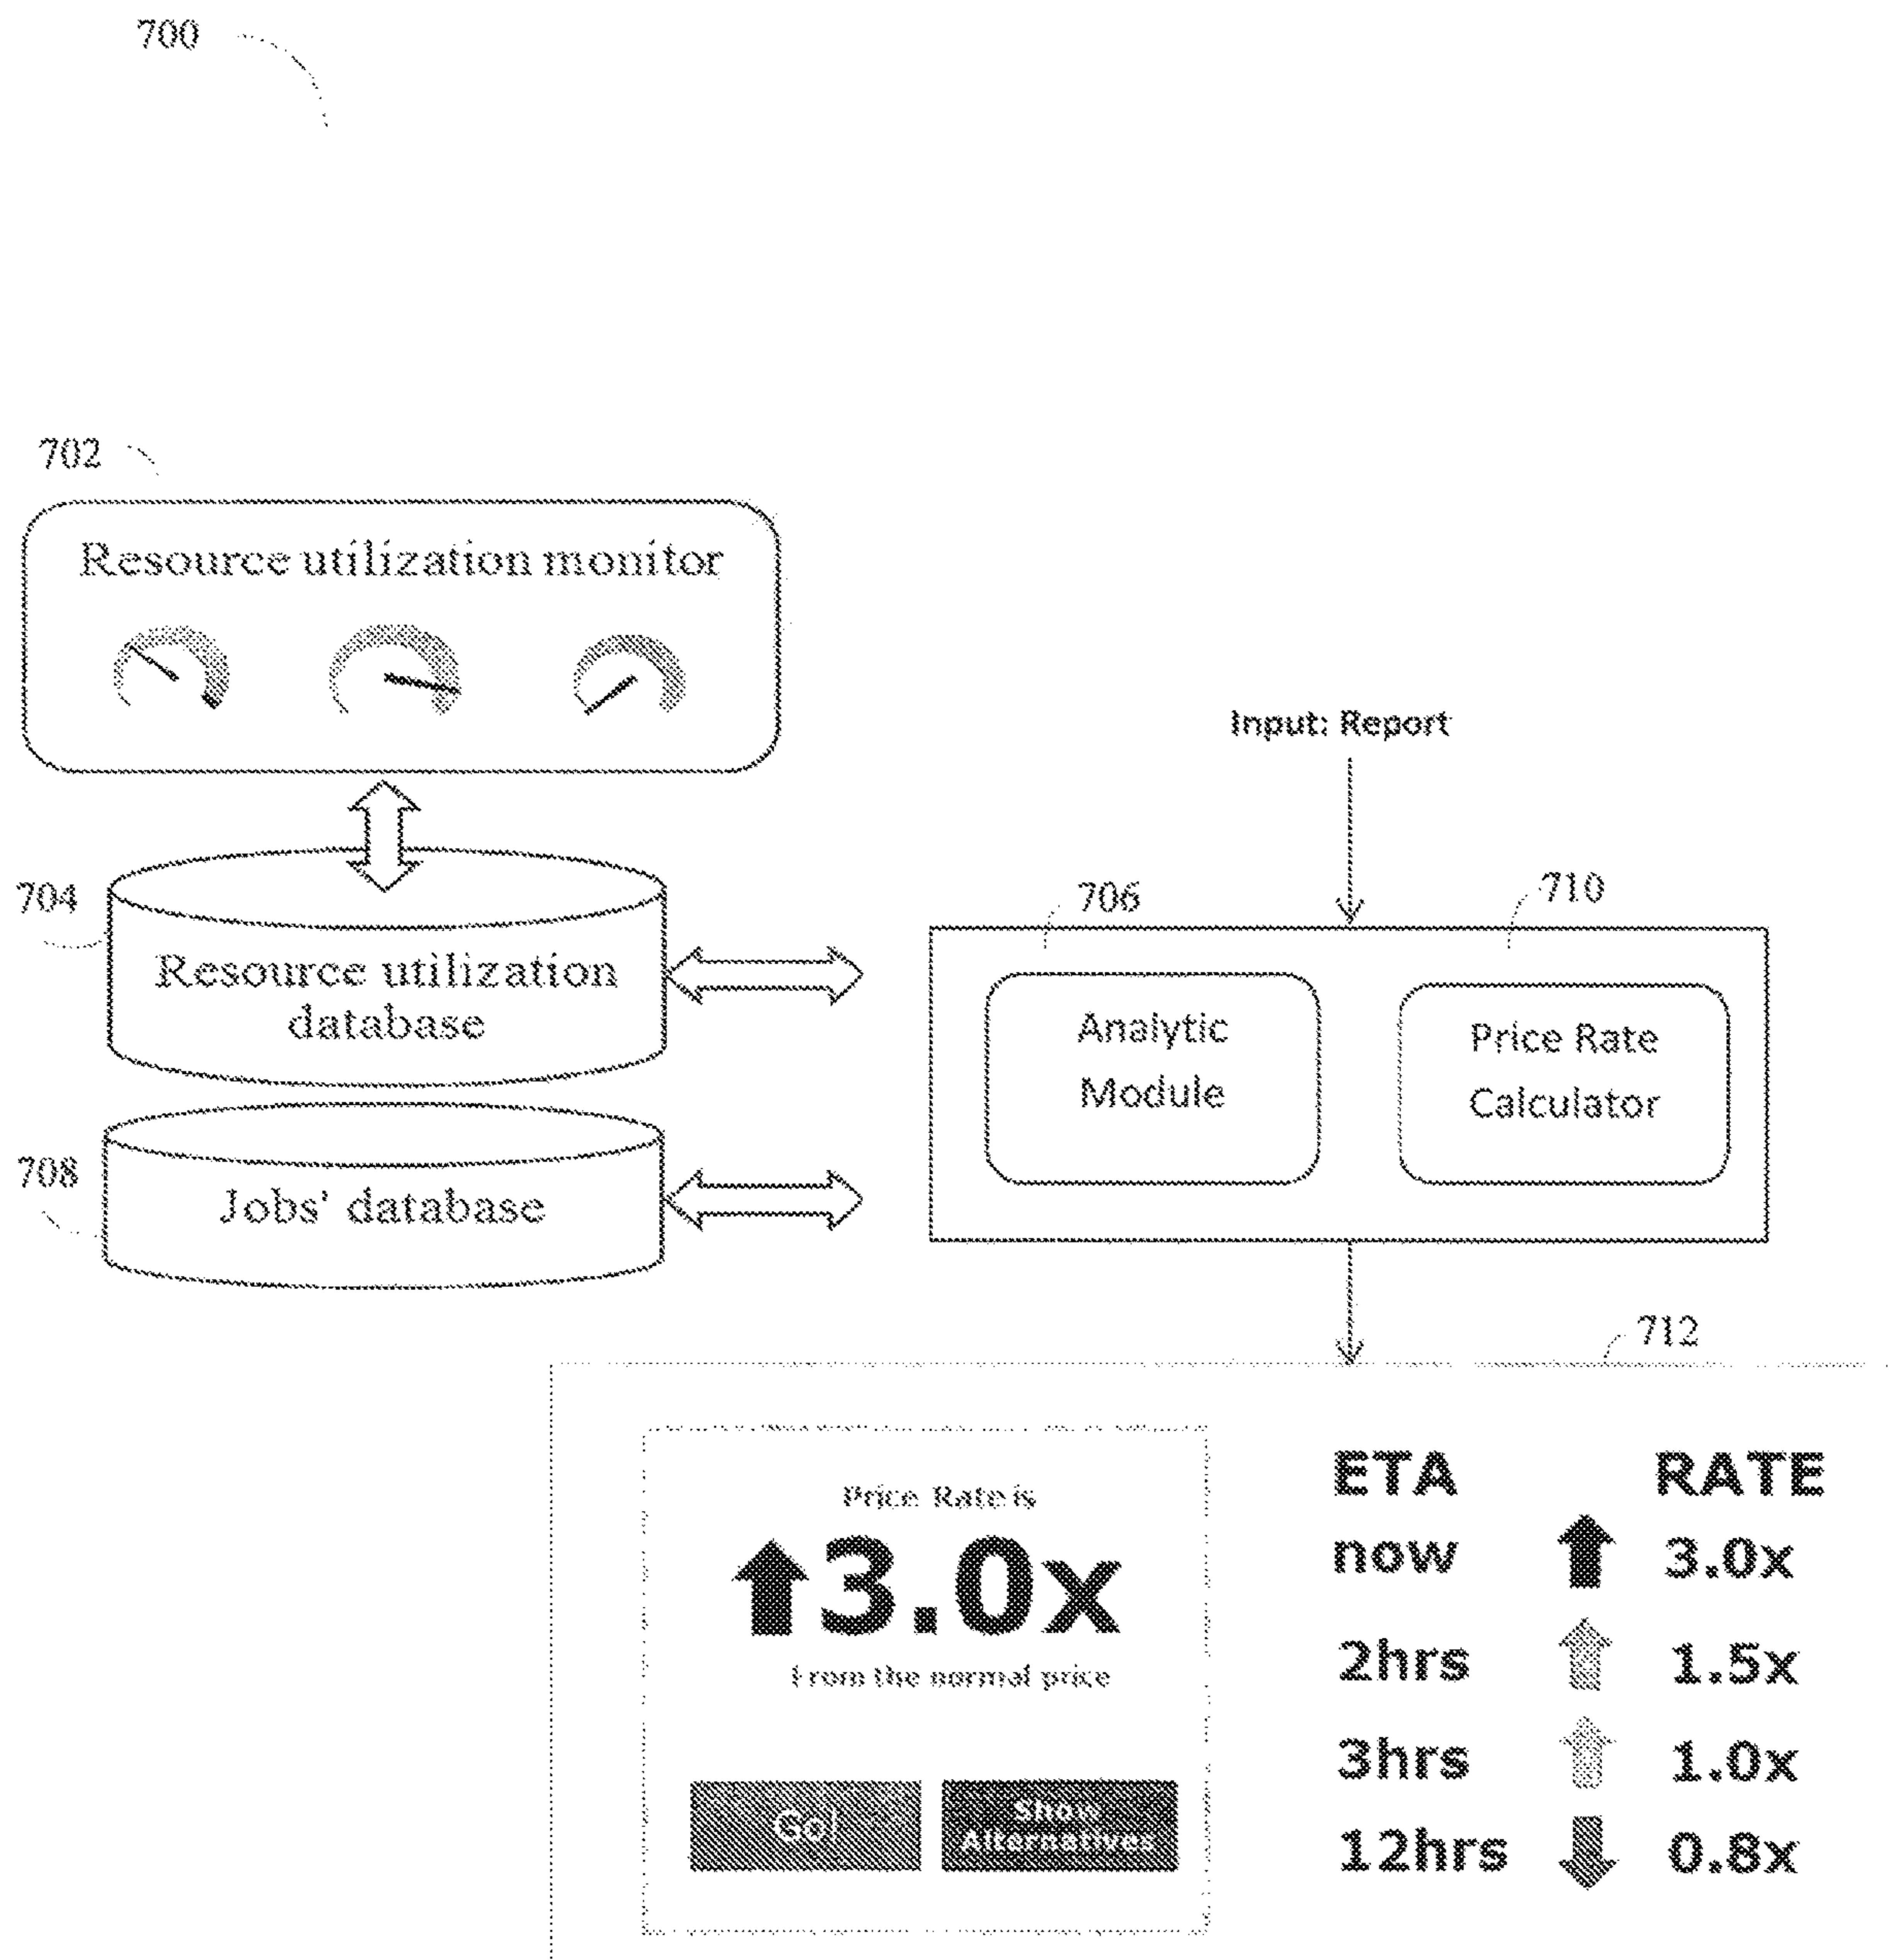 700
702
Resource utilization monitor
Input: Report
704
706
710
Resource utilization
database
Analytic
Module
Price Rate
Calculator
708
Jobs' database
712
Price Rate is
3.0x
From the normal price
Go!
Show
Alternatives
ETA RATE
now 3.0x
2hrs 1.5x
3hrs 1.0x
12hrs 0.8x